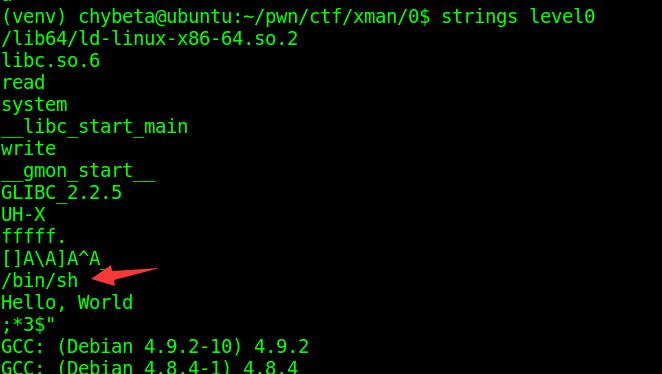 (venv) chybeta@ubuntu:~/pwn/ctf/xman/0$ strings level0
/lib64/ld-linux-x86-64.so.2
libc.so.6
read
system
__libc_start_main
write
__gmon_start__
GLIBC_2.2.5
UH-X
fffff.
[]A\A]A^A_
/bin/sh
Hello, World
;*3$"
GCC: (Debian 4.9.2-10) 4.9.2
GCC: (Debian 4.8.4-1) 4.8.4